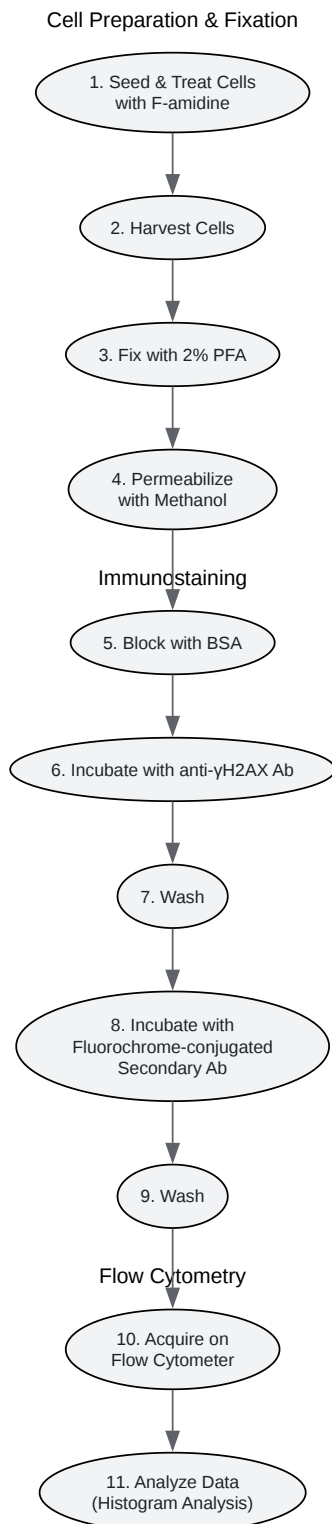 Cell Preparation & Fixation
1. Seed & Treat Cells
with F-amidine
2. Harvest Cells
3. Fix with 2% PFA
4. Permeabilize
with Methanol
Immunostaining
5. Block with BSA
6. Incubate with anti-γH2AX Ab
7. Wash
8. Incubate with
Fluorochrome-conjugated
Secondary Ab
9. Wash
Flow Cytometry
10. Acquire on
Flow Cytometer
11. Analyze Data
(Histogram Analysis)